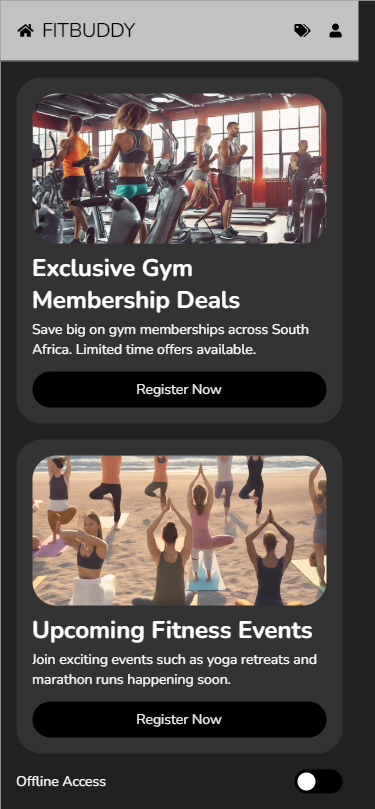 FITBUDDY
Exclusive Gym
Membership Deals
Save big on gym memberships across South
Africa. Limited time offers available.
Register Now
Upcoming Fitness Events
Join exciting events such as yoga retreats and
marathon runs happening soon.
Register Now
Offline Access